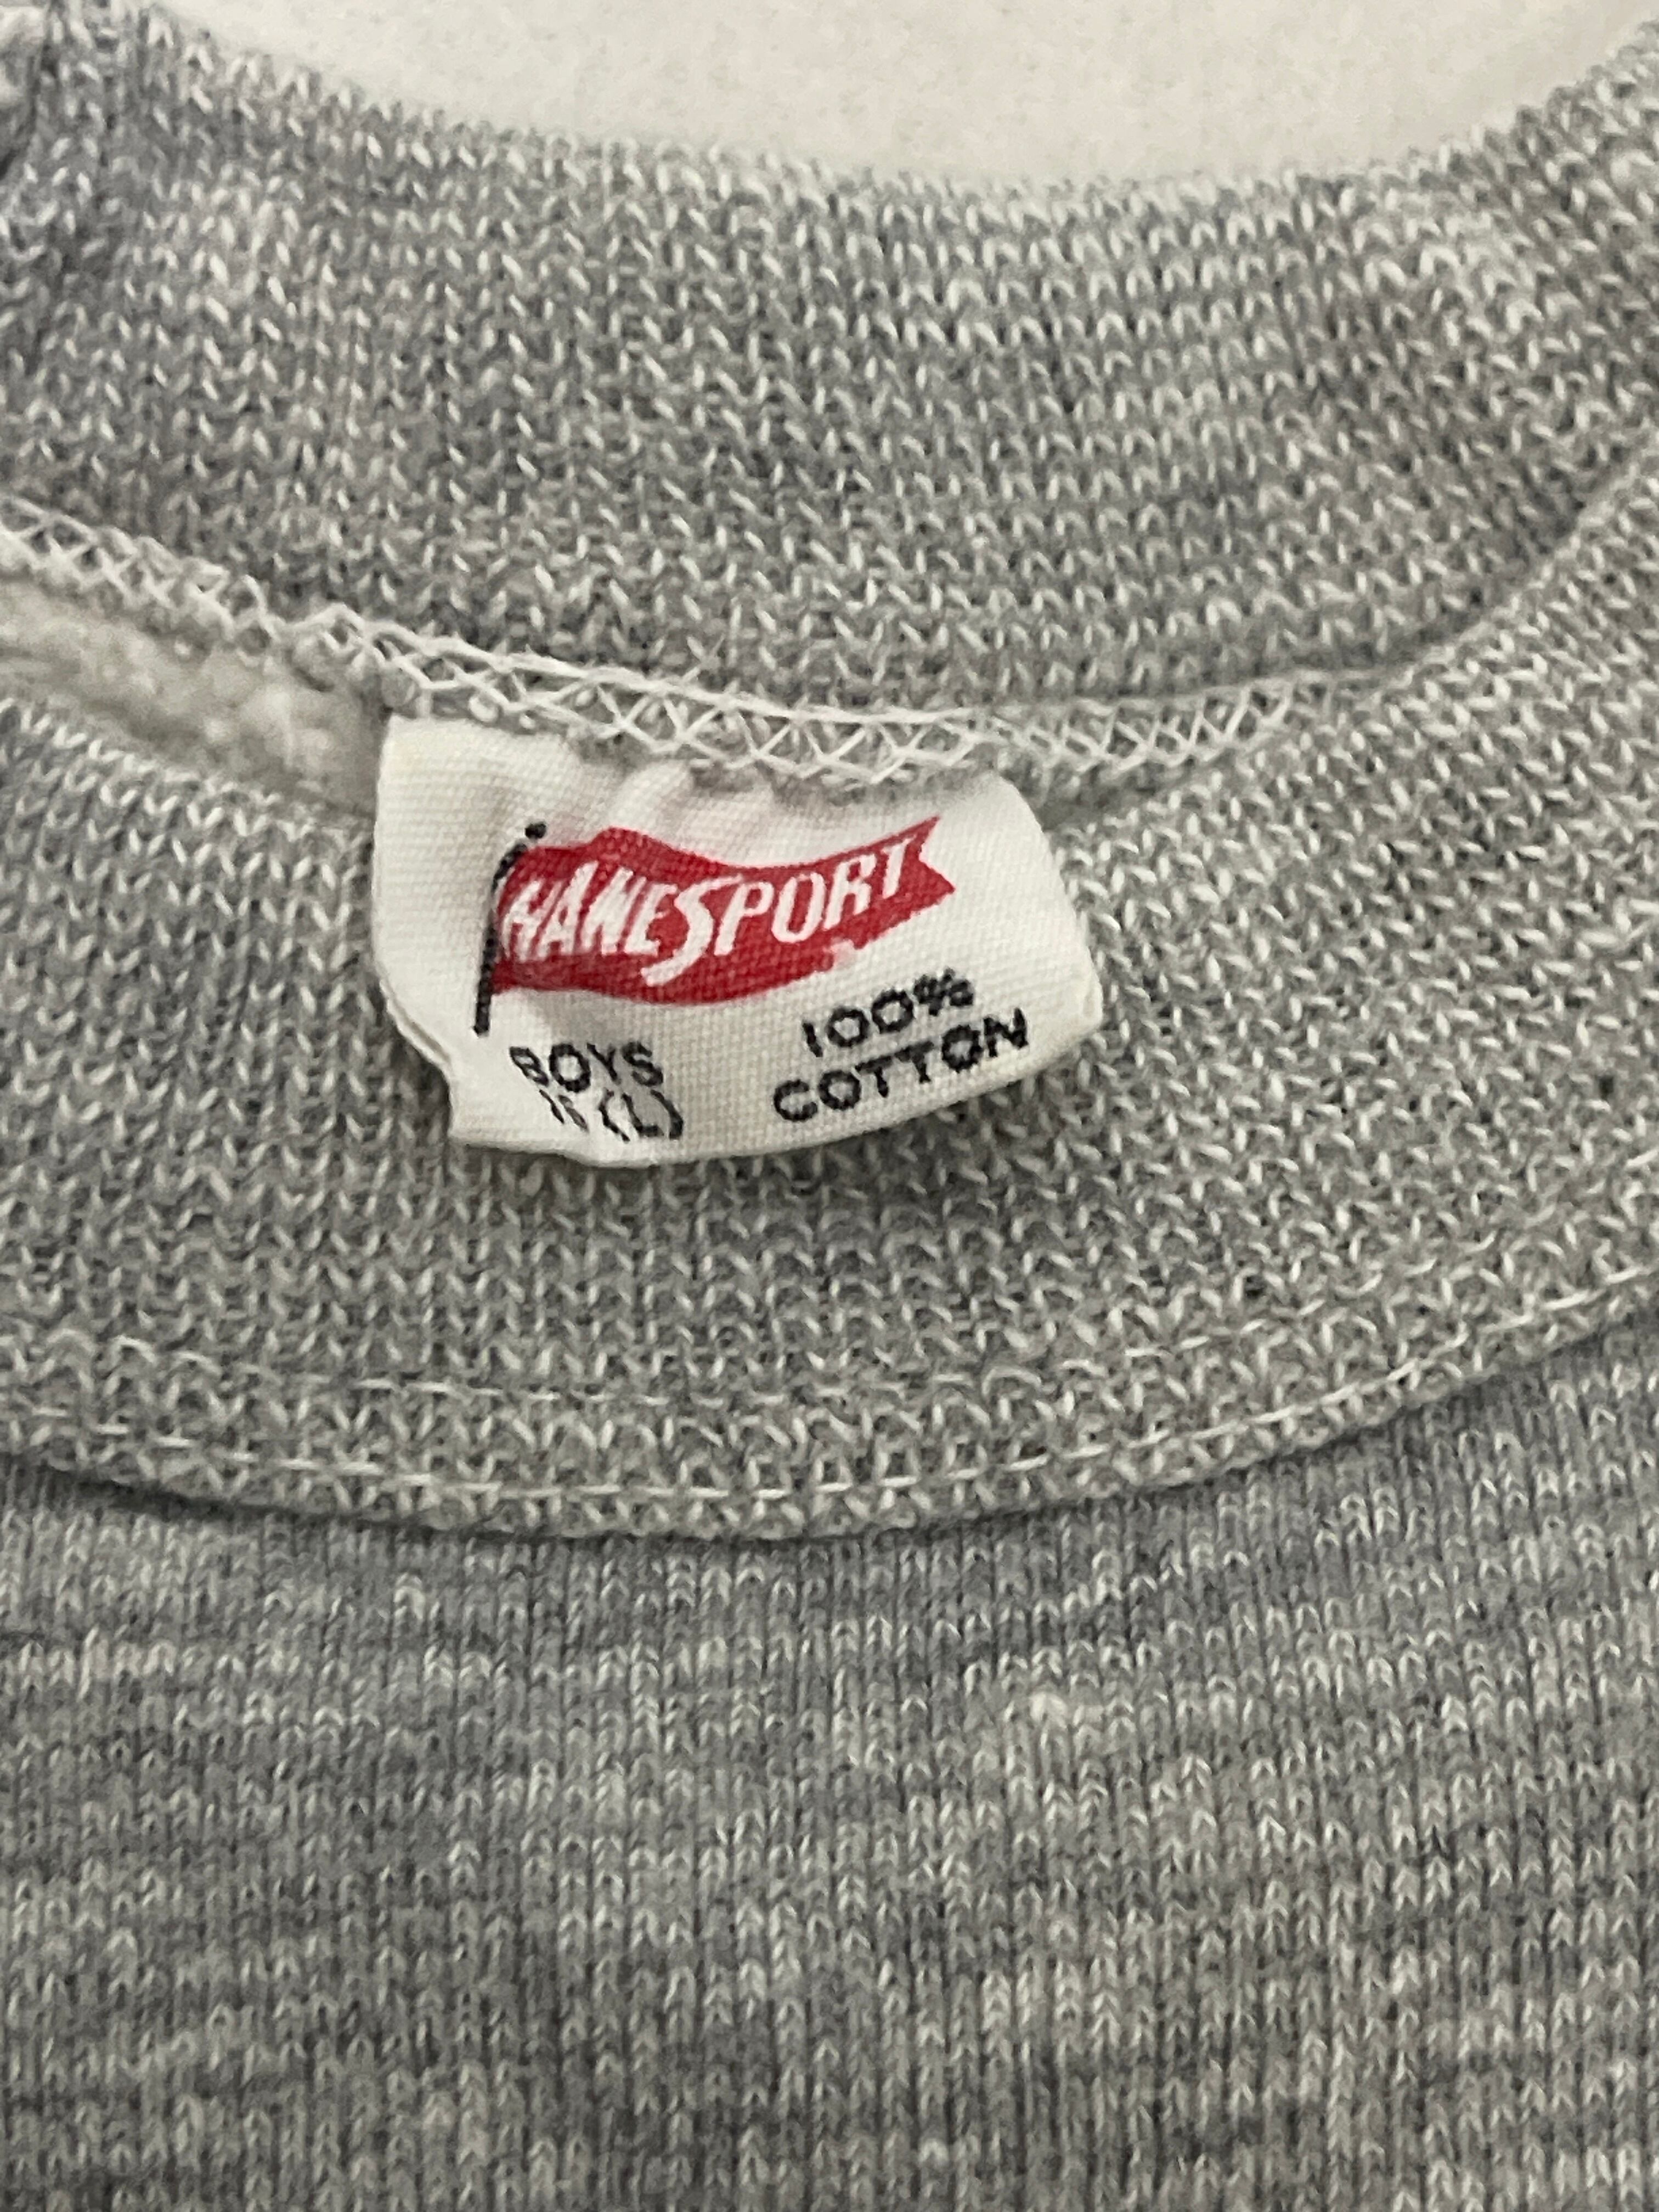 HANESPORT
100%
COTTON
BOYS
(L)